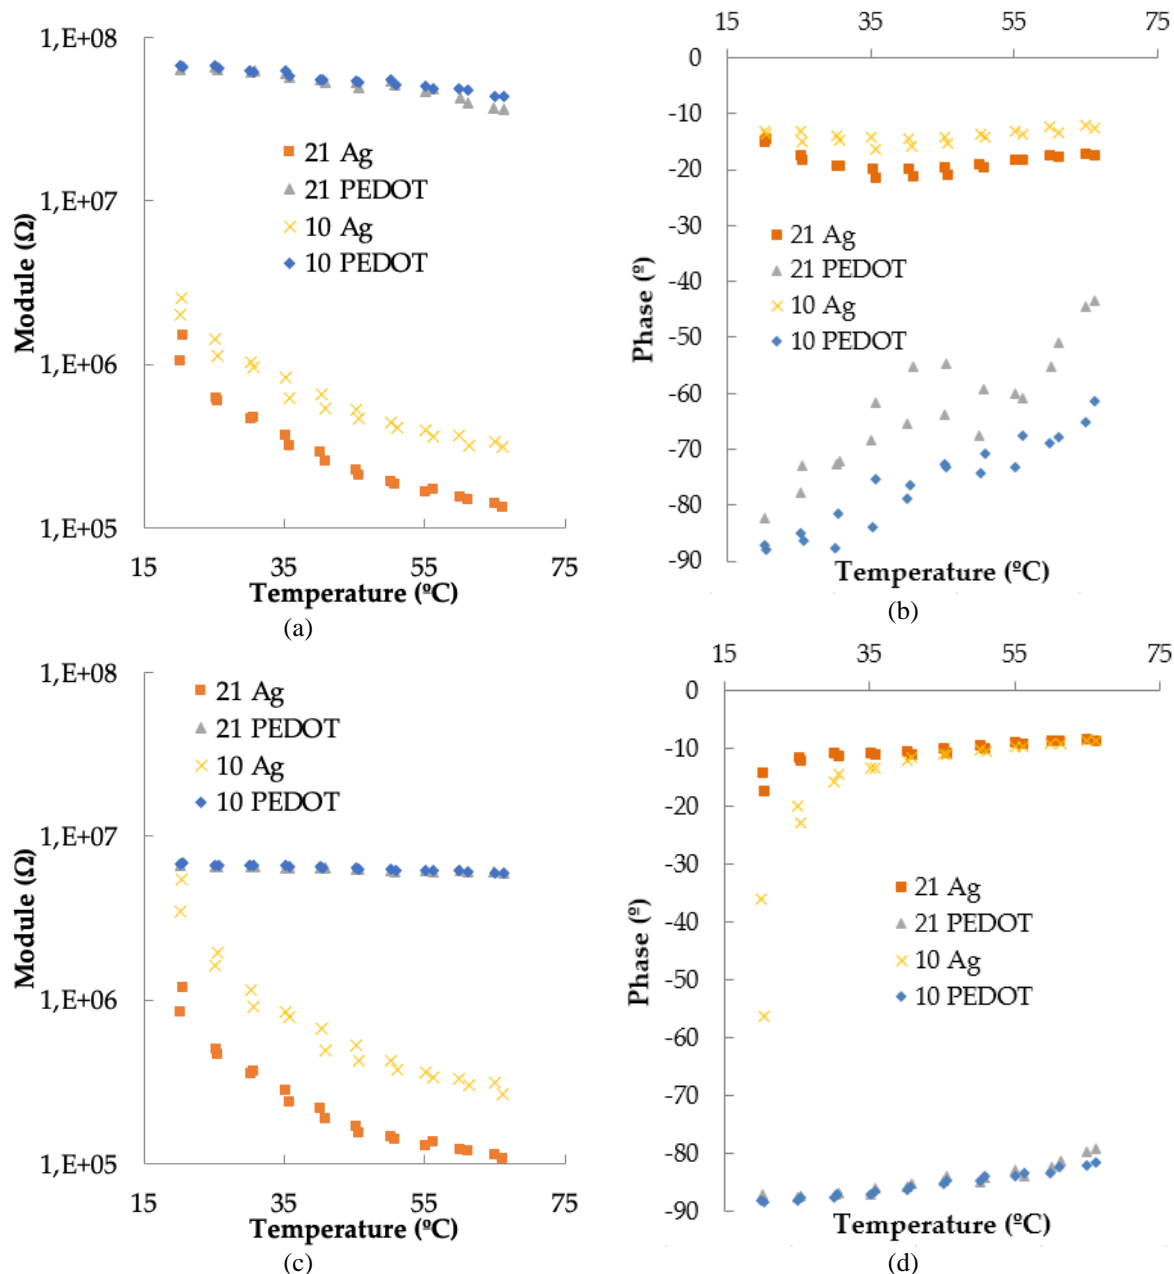 1,E+08
1,E+07
1,E+06
1,E+05
Module (Ω)
21 Ag
21 PEDOT
10 Ag
10 PEDOT
15 35 55 75
Temperature (ºC)
(a)
15 35 55 75
0
-10
-20
-30
-40
-50
-60
-70
-80
-90
Phase (º)
21 Ag
21 PEDOT
10 Ag
10 PEDOT
Temperature (ºC)
(b)
1,E+08
1,E+07
1,E+06
1,E+05
Module (Ω)
21 Ag
21 PEDOT
10 Ag
10 PEDOT
15 35 55 75
Temperature (ºC)
(c)
15 35 55 75
0
-10
-20
-30
-40
-50
-60
-70
-80
-90
Phase (º)
21 Ag
21 PEDOT
10 Ag
10 PEDOT
Temperature (ºC)
(d)